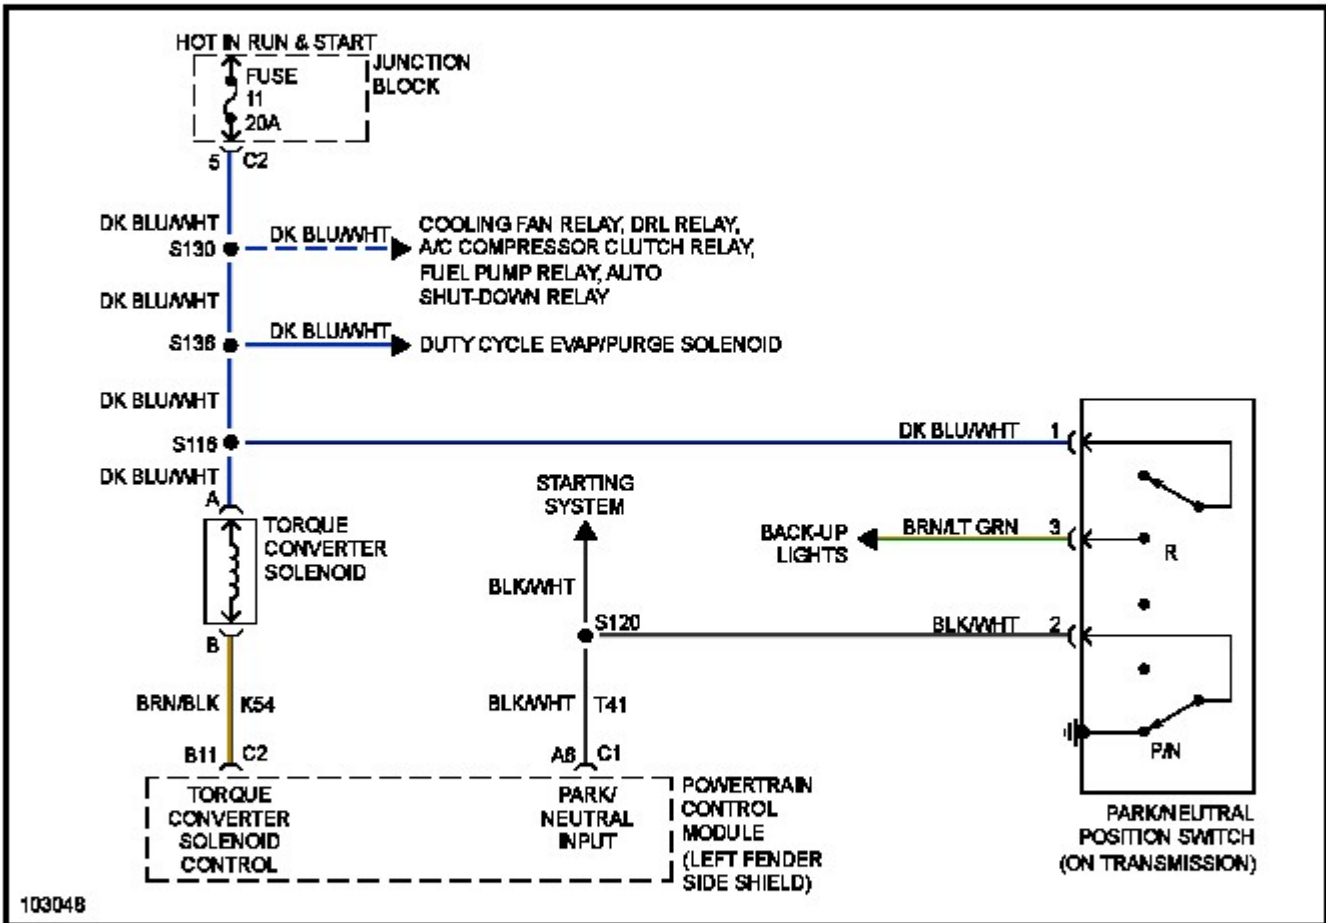 HOT IN RUN & START
FUSE
11
20A
JUNCTION
BLOCK
5
C2
DK BLU/WHT
S130
DK BLU/WHT
COOLING FAN RELAY, DRL RELAY,
A/C COMPRESSOR CLUTCH RELAY,
FUEL PUMP RELAY, AUTO
SHUT-DOWN RELAY
DK BLU/WHT
S136
DK BLU/WHT
DUTY CYCLE EVAP/PURGE SOLENOID
DK BLU/WHT
S116
DK BLU/WHT
1
DK BLU/WHT
A
TORQUE
CONVERTER
SOLENOID
STARTING
SYSTEM
BACK-UP
LIGHTS
BRN/LT GRN
3
R
BLK/WHT
S120
BLK/WHT
2
B
BRN/BLK
K54
BLK/WHT
T41
P/N
B11
C2
A6
C1
TORQUE
CONVERTER
SOLENOID
CONTROL
PARK/
NEUTRAL
INPUT
POWERTRAIN
CONTROL
MODULE
(LEFT FENDER
SIDE SHIELD)
PARK/NEUTRAL
POSITION SWITCH
(ON TRANSMISSION)
103048